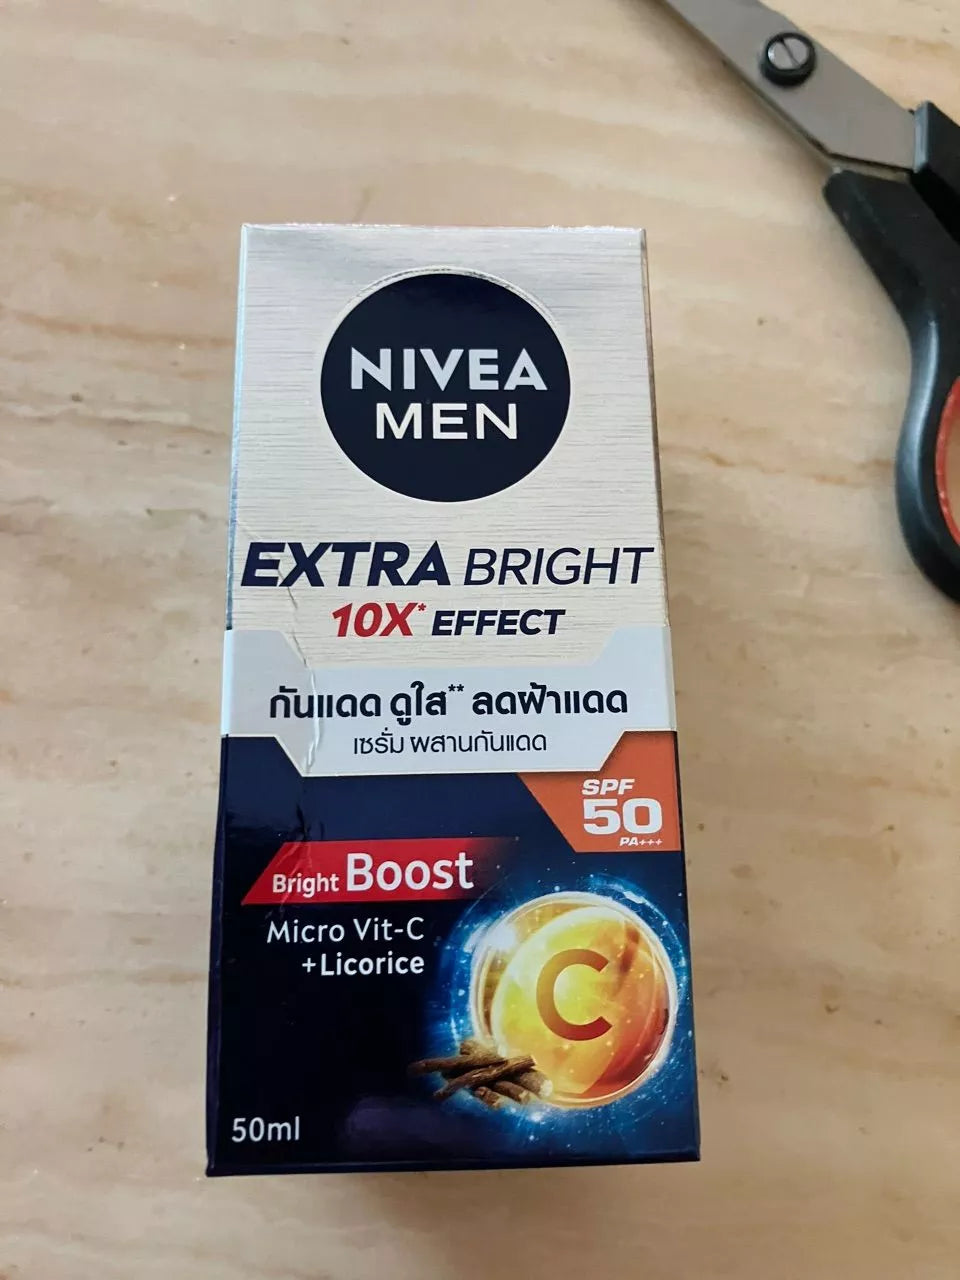 NIVEA
MEN
EXTRA BRIGHT
10X* EFFECT
กันแดด ดูใส** ลดฝ้าแดด
เซรั่ม ผสานกันแดด
SPF
50
PA+++
Bright Boost
Micro Vit-C
+Licorice
C
50ml